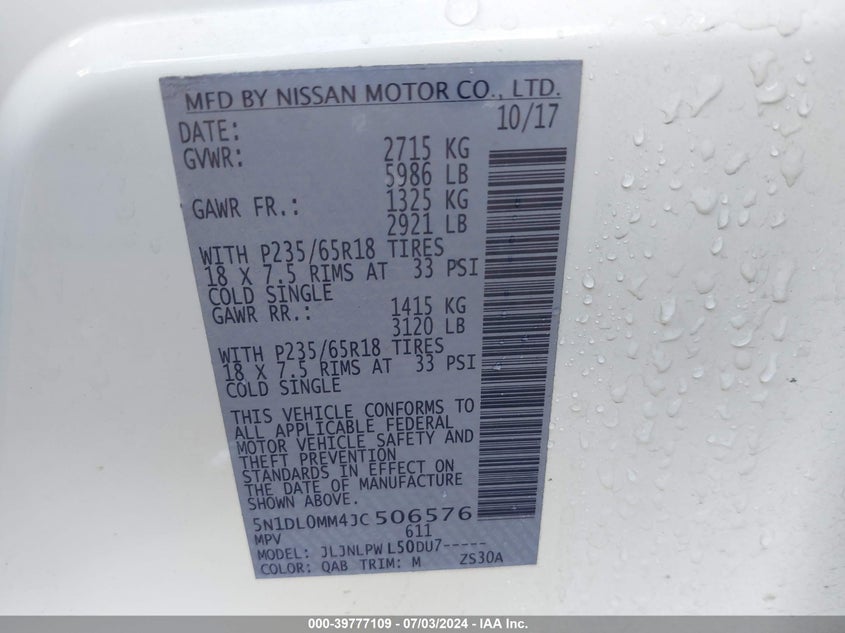 MFD BY NISSAN MOTOR CO., LTD.
DATE: 10/17
GVWR: 2715 KG
5986 LB
GAWR FR.: 1325 KG
2921 LB
WITH P235/65R18 TIRES
18 X 7.5 RIMS AT 33 PSI
COLD SINGLE
GAWR RR.: 1415 KG
3120 LB
WITH P235/65R18 TIRES
18 X 7.5 RIMS AT 33 PSI
COLD SINGLE
THIS VEHICLE CONFORMS TO
ALL APPLICABLE FEDERAL
MOTOR VEHICLE SAFETY AND
THEFT PREVENTION
STANDARDS IN EFFECT ON
THE DATE OF MANUFACTURE
SHOWN ABOVE.
5N1DL0MM4JC506576
MPV 611
MODEL: JLJNLPW L50DU7-----
COLOR: QAB TRIM: M ZS30A
000-39777109 - 07/03/2024 - IAA Inc.